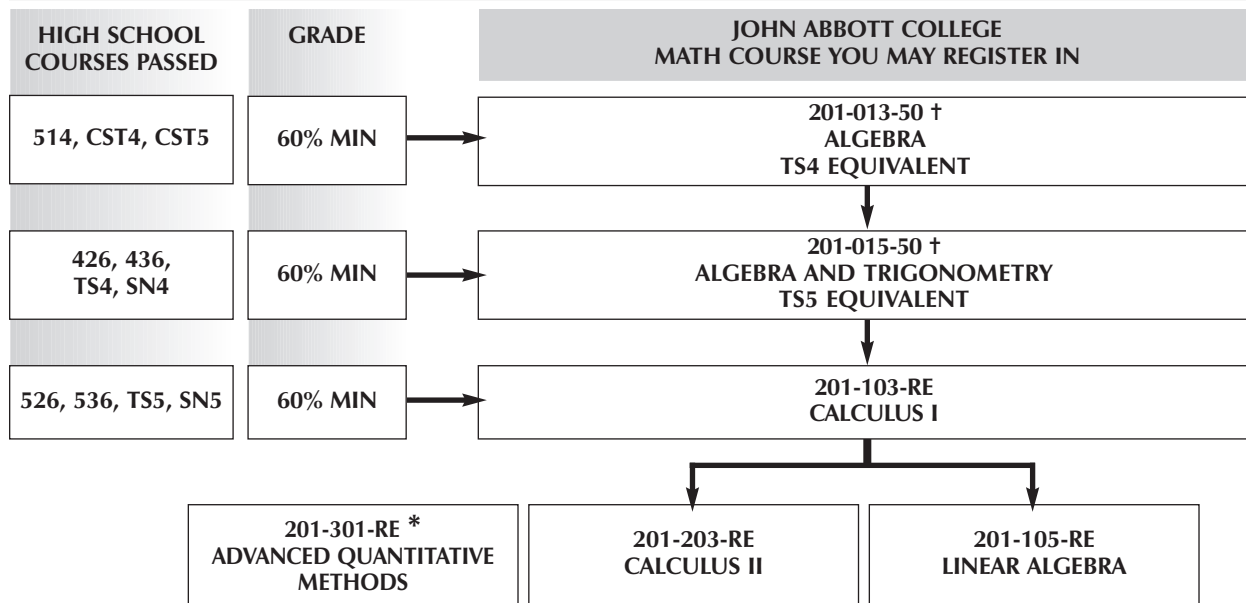 HIGH SCHOOL
COURSES PASSED
GRADE
JOHN ABBOTT COLLEGE
MATH COURSE YOU MAY REGISTER IN
514, CST4, CST5
60% MIN
201-013-50 †
ALGEBRA
TS4 EQUIVALENT
426, 436,
TS4, SN4
60% MIN
201-015-50 †
ALGEBRA AND TRIGONOMETRY
TS5 EQUIVALENT
526, 536, TS5, SN5
60% MIN
201-103-RE
CALCULUS I
201-301-RE *
ADVANCED QUANTITATIVE
METHODS
201-203-RE
CALCULUS II
201-105-RE
LINEAR ALGEBRA